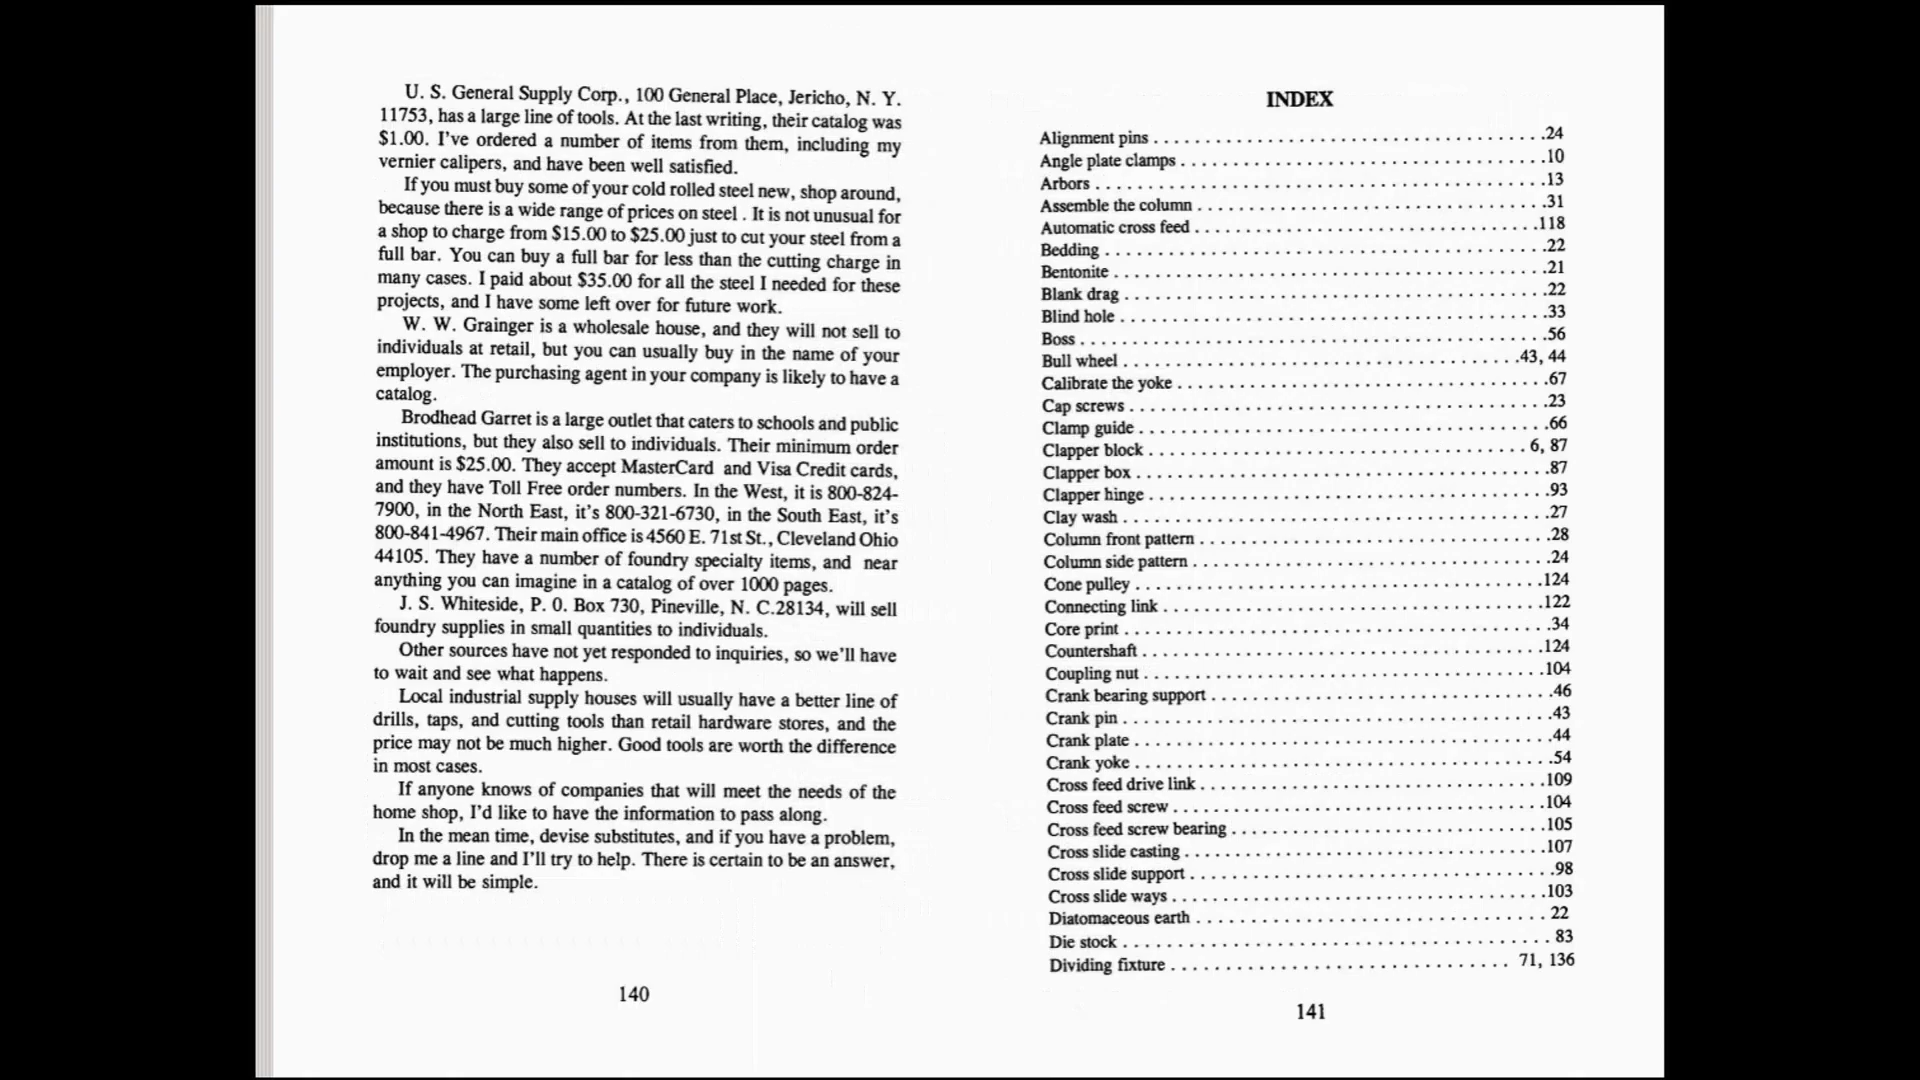 U. S. General Supply Corp., 100 General Place, Jericho, N. Y.
11753, has a large line of tools. At the last writing, their catalog was
$1.00. I've ordered a number of items from them, including my
vernier calipers, and have been well satisfied.
If you must buy some of your cold rolled steel new, shop around,
because there is a wide range of prices on steel . It is not unusual for
a shop to charge from $15.00 to $25.00 just to cut your steel from a
full bar. You can buy a full bar for less than the cutting charge in
many cases. I paid about $35.00 for all the steel I needed for these
projects, and I have some left over for future work.
W. W. Grainger is a wholesale house, and they will not sell to
individuals at retail, but you can usually buy in the name of your
employer. The purchasing agent in your company is likely to have a
catalog.
Brodhead Garret is a large outlet that caters to schools and public
institutions, but they also sell to individuals. Their minimum order
amount is $25.00. They accept MasterCard and Visa Credit cards,
and they have Toll Free order numbers. In the West, it is 800-824-
7900, in the North East, it's 800-321-6730, in the South East, it's
800-841-4967. Their main office is 4560 E. 71st St., Cleveland Ohio
44105. They have a number of foundry specialty items, and near
anything you can imagine in a catalog of over 1000 pages.
J. S. Whiteside, P. 0. Box 730, Pineville, N. C.28134, will sell
foundry supplies in small quantities to individuals.
Other sources have not yet responded to inquiries, so we'll have
to wait and see what happens.
Local industrial supply houses will usually have a better line of
drills, taps, and cutting tools than retail hardware stores, and the
price may not be much higher. Good tools are worth the difference
in most cases.
If anyone knows of companies that will meet the needs of the
home shop, I'd like to have the information to pass along.
In the mean time, devise substitutes, and if you have a problem,
drop me a line and I'll try to help. There is certain to be an answer,
and it will be simple.
140
INDEX
Alignment pins . . . . . . . . . . 24
Angle plate clamps . . . . . . . . . . 10
Arbors . . . . . . . . . . 13
Assemble the column . . . . . . . . . . 31
Automatic cross feed . . . . . . . . . . 118
Bedding . . . . . . . . . . 22
Bentonite . . . . . . . . . . 21
Blank drag . . . . . . . . . . 22
Blind hole . . . . . . . . . . 33
Boss . . . . . . . . . . 56
Bull wheel . . . . . . . . . . 43, 44
Calibrate the yoke . . . . . . . . . . 67
Cap screws . . . . . . . . . . 23
Clamp guide . . . . . . . . . . 66
Clapper block . . . . . . . . . . 6, 87
Clapper box . . . . . . . . . . 87
Clapper hinge . . . . . . . . . . 93
Clay wash . . . . . . . . . . 27
Column front pattern . . . . . . . . . . 28
Column side pattern . . . . . . . . . . 24
Cone pulley . . . . . . . . . . 124
Connecting link . . . . . . . . . . 122
Core print . . . . . . . . . . 34
Countershaft . . . . . . . . . . 124
Coupling nut . . . . . . . . . . 104
Crank bearing support . . . . . . . . . . 46
Crank pin . . . . . . . . . . 43
Crank plate . . . . . . . . . . 44
Crank yoke . . . . . . . . . . 54
Cross feed drive link . . . . . . . . . . 109
Cross feed screw . . . . . . . . . . 104
Cross feed screw bearing . . . . . . . . . . 105
Cross slide casting . . . . . . . . . . 107
Cross slide support . . . . . . . . . . 98
Cross slide ways . . . . . . . . . . 103
Diatomaceous earth . . . . . . . . . . 22
Die stock . . . . . . . . . . 83
Dividing fixture . . . . . . . . . . 71, 136
141